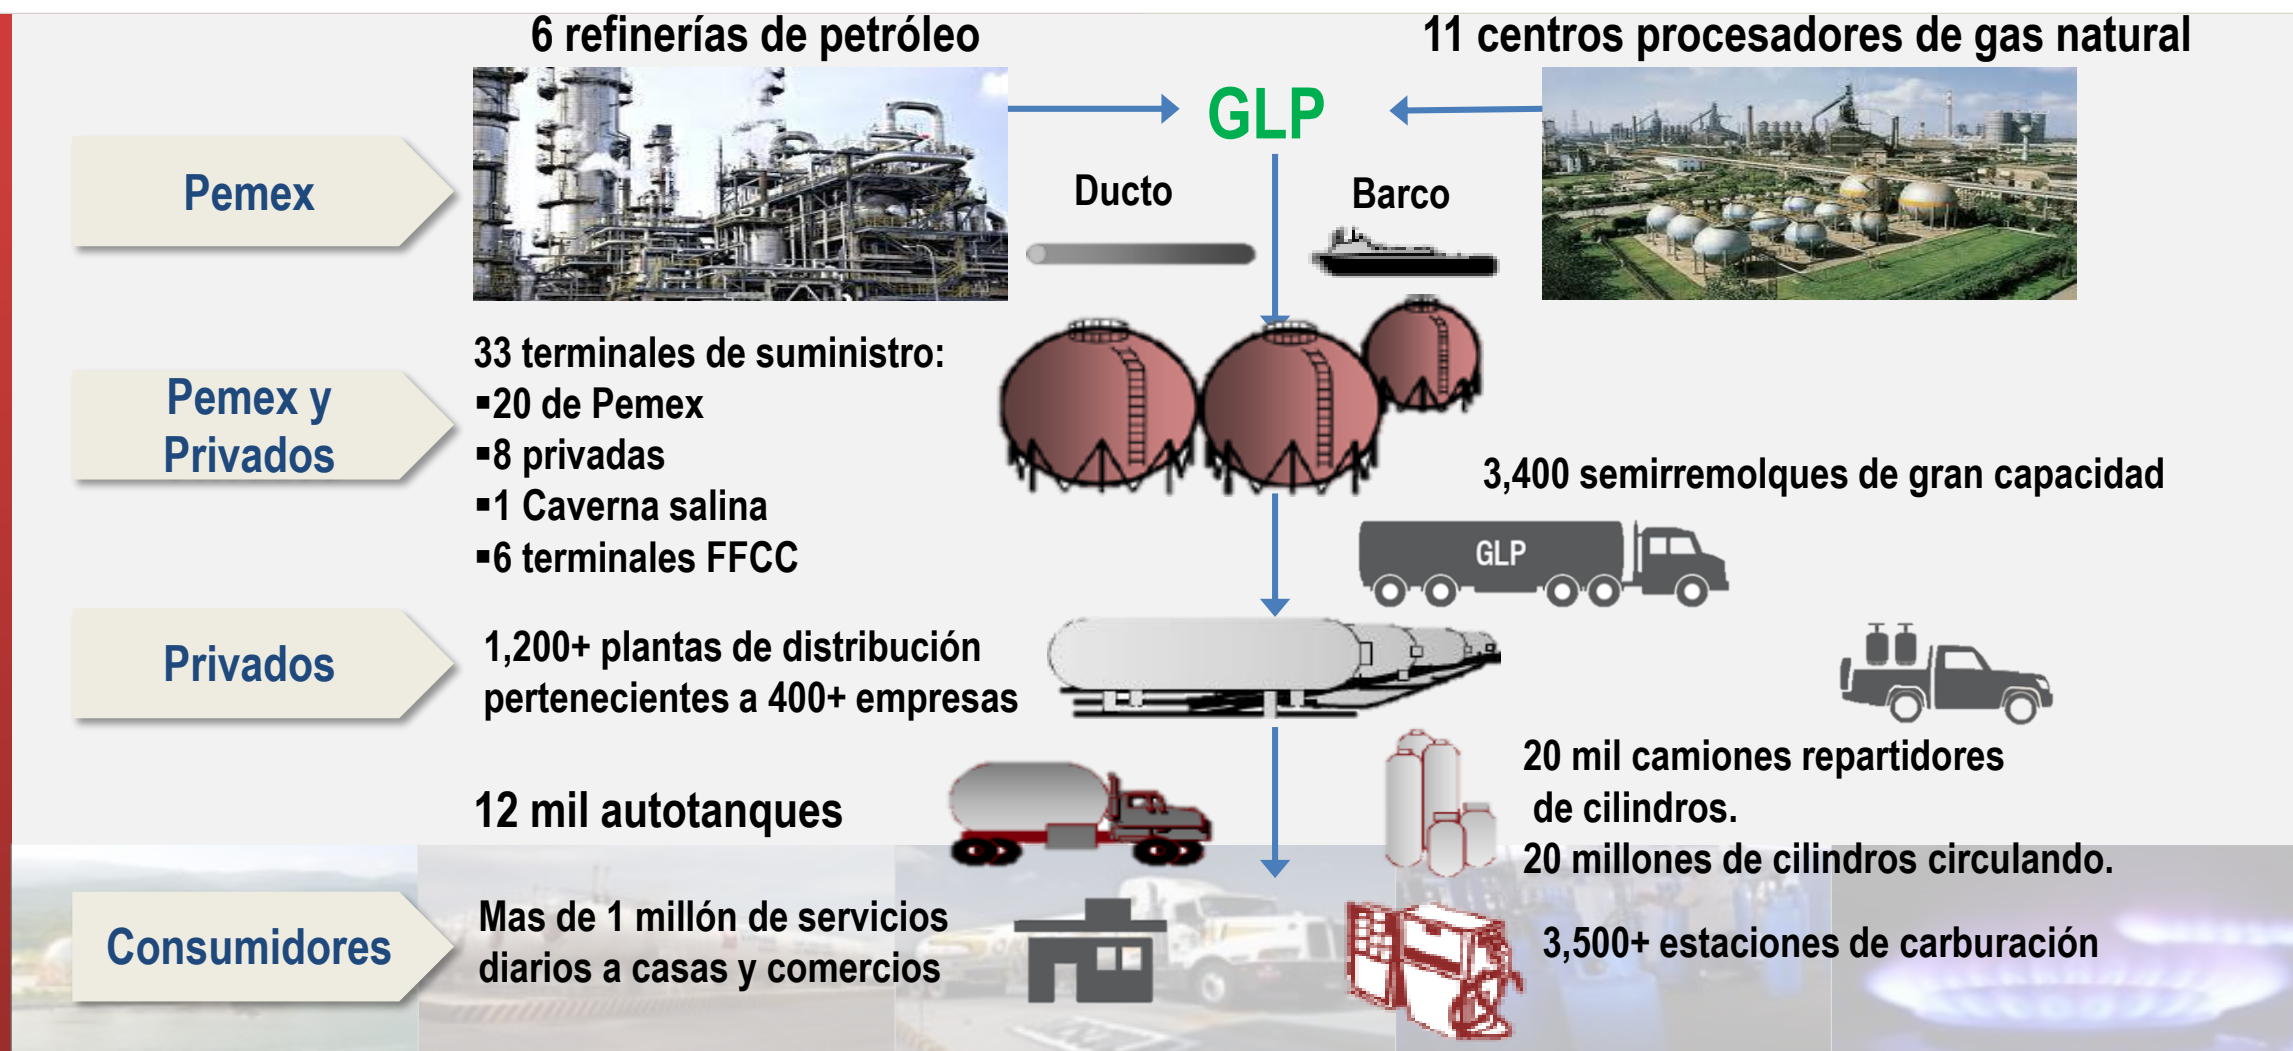 6 refinerías de petróleo
11 centros procesadores de gas natural
GLP
Pemex
Ducto
Barco
Pemex y
Privados
33 terminales de suministro:
▪20 de Pemex
▪8 privadas
▪1 Caverna salina
▪6 terminales FFCC
3,400 semirremolques de gran capacidad
GLP
Privados
1,200+ plantas de distribución
pertenecientes a 400+ empresas
12 mil autotanques
20 mil camiones repartidores
de cilindros.
20 millones de cilindros circulando.
Consumidores
Mas de 1 millón de servicios
diarios a casas y comercios
3,500+ estaciones de carburación